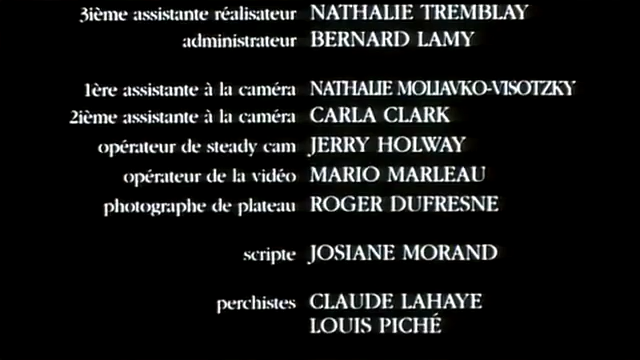 3ième assistante réalisateur NATHALIE TREMBLAY
administrateur BERNARD LAMY
1ère assistante à la caméra NATHALIE MOLIAVKO-VISOTZKY
2ième assistante à la caméra CARLA CLARK
opérateur de steady cam JERRY HOLWAY
opérateur de la vidéo MARIO MARLEAU
photographe de plateau ROGER DUFRESNE
scripte JOSIANE MORAND
perchistes CLAUDE LAHAYE
LOUIS PICHÉ